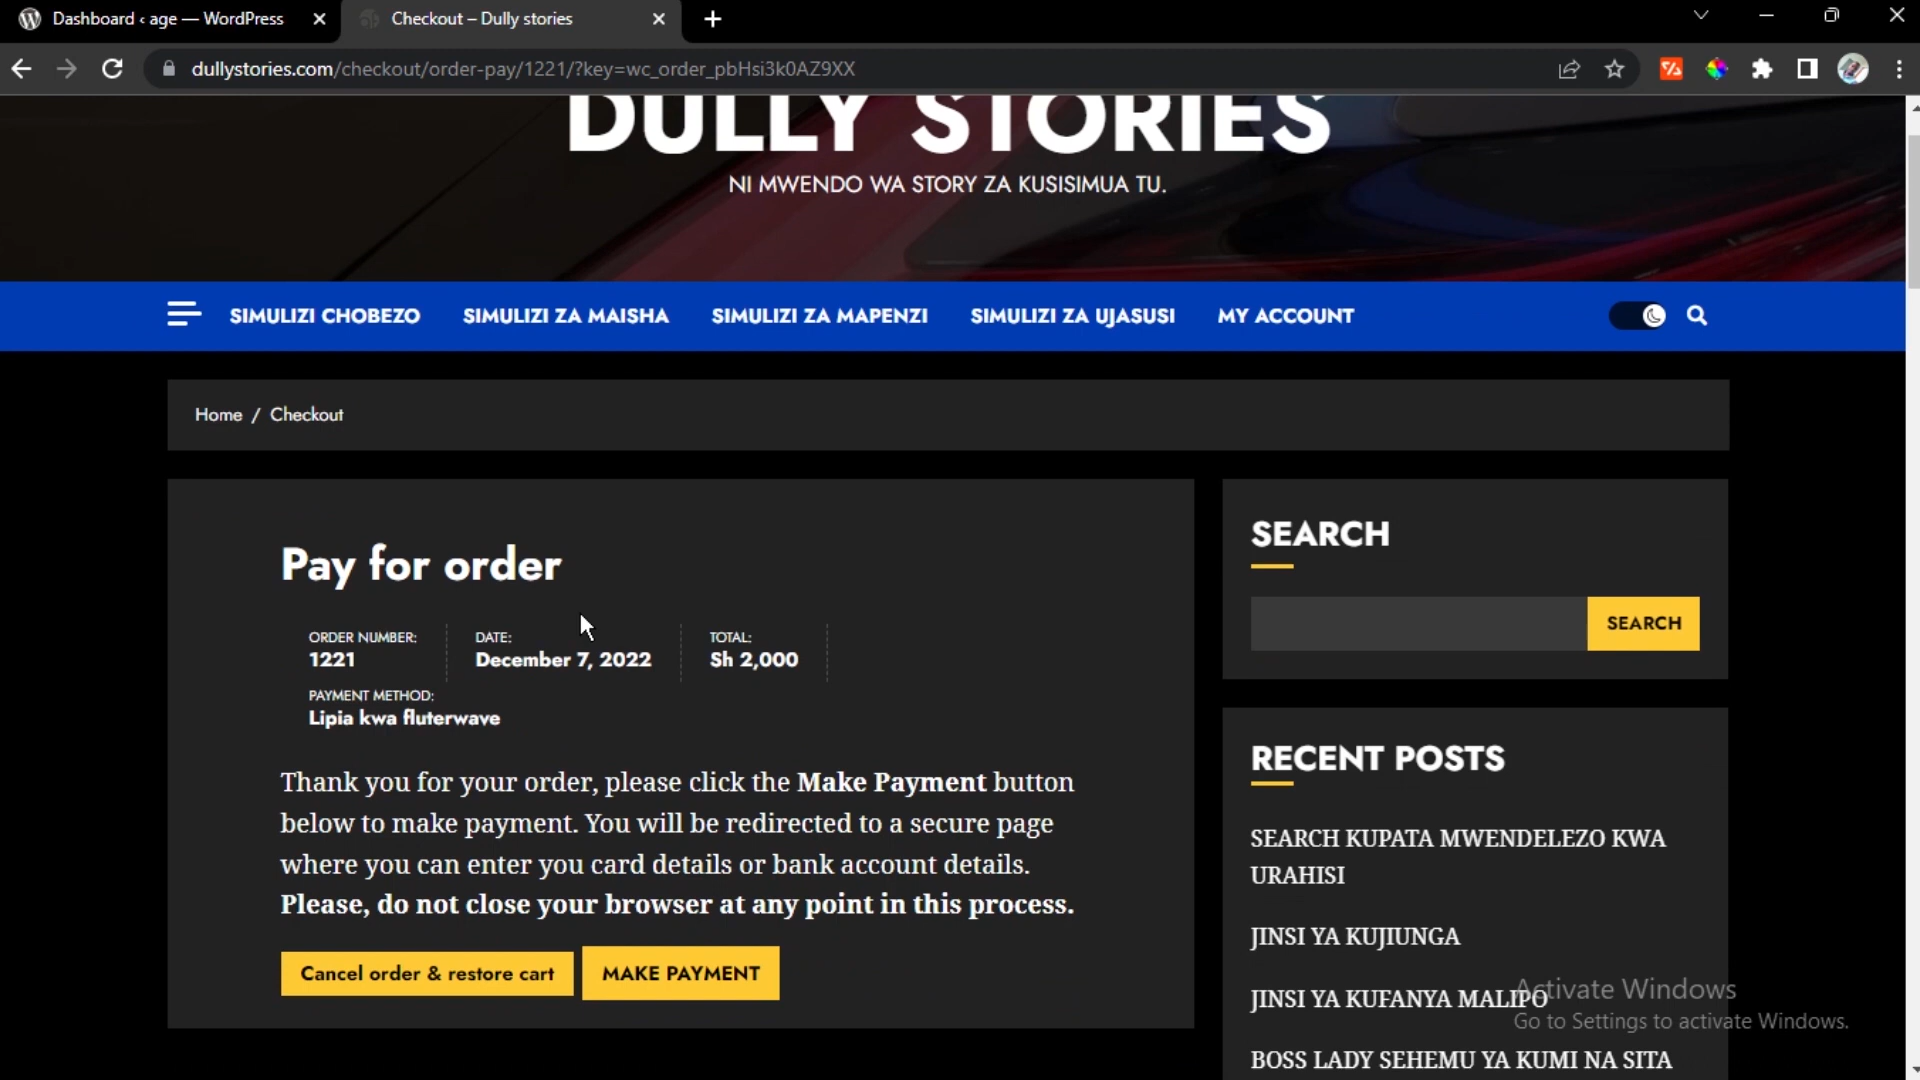 Dashboard ‹ age — WordPress
Checkout – Dully stories
dullystories.com/checkout/order-pay/1221/?key=wc_order_pbHsi3k0AZ9XX
DULLY STORIES
NI MWENDO WA STORY ZA KUSISIMUA TU.
SIMULIZI CHOBEZO SIMULIZI ZA MAISHA SIMULIZI ZA MAPENZI SIMULIZI ZA UJASUSI MY ACCOUNT
Home / Checkout
Pay for order
ORDER NUMBER:
1221
DATE:
December 7, 2022
TOTAL:
Sh 2,000
PAYMENT METHOD:
Lipia kwa fluterwave
Thank you for your order, please click the Make Payment button
below to make payment. You will be redirected to a secure page
where you can enter you card details or bank account details.
Please, do not close your browser at any point in this process.
Cancel order & restore cart
MAKE PAYMENT
SEARCH
SEARCH
RECENT POSTS
SEARCH KUPATA MWENDELEZO KWA
URAHISI
JINSI YA KUJIUNGA
JINSI YA KUFANYA MALIPO
BOSS LADY SEHEMU YA KUMI NA SITA
Activate Windows
Go to Settings to activate Windows.